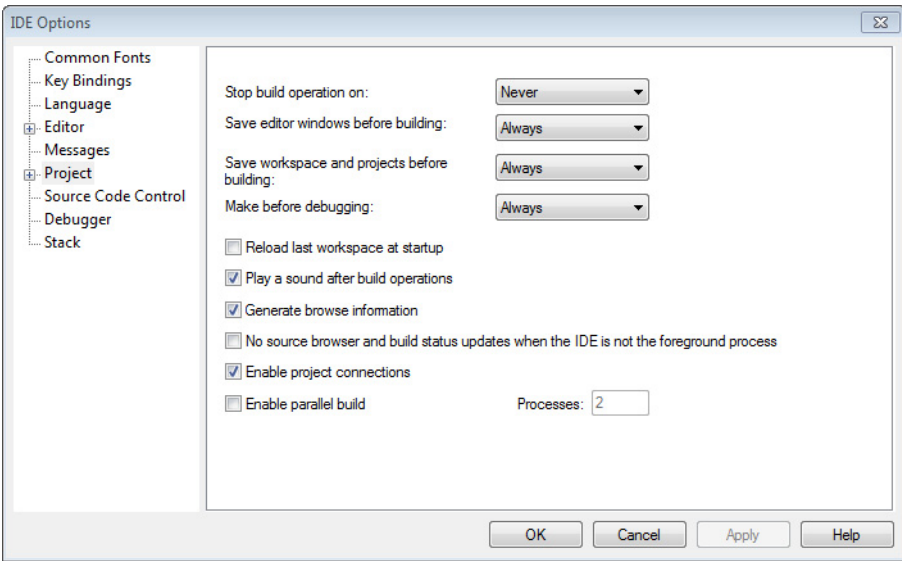 IDE Options
Common Fonts
Key Bindings
Language
Editor
Messages
Project
Source Code Control
Debugger
Stack
Stop build operation on: Never
Save editor windows before building: Always
Save workspace and projects before
building: Always
Make before debugging: Always
Reload last workspace at startup
Play a sound after build operations
Generate browse information
No source browser and build status updates when the IDE is not the foreground process
Enable project connections
Enable parallel build Processes: 2
OK Cancel Apply Help